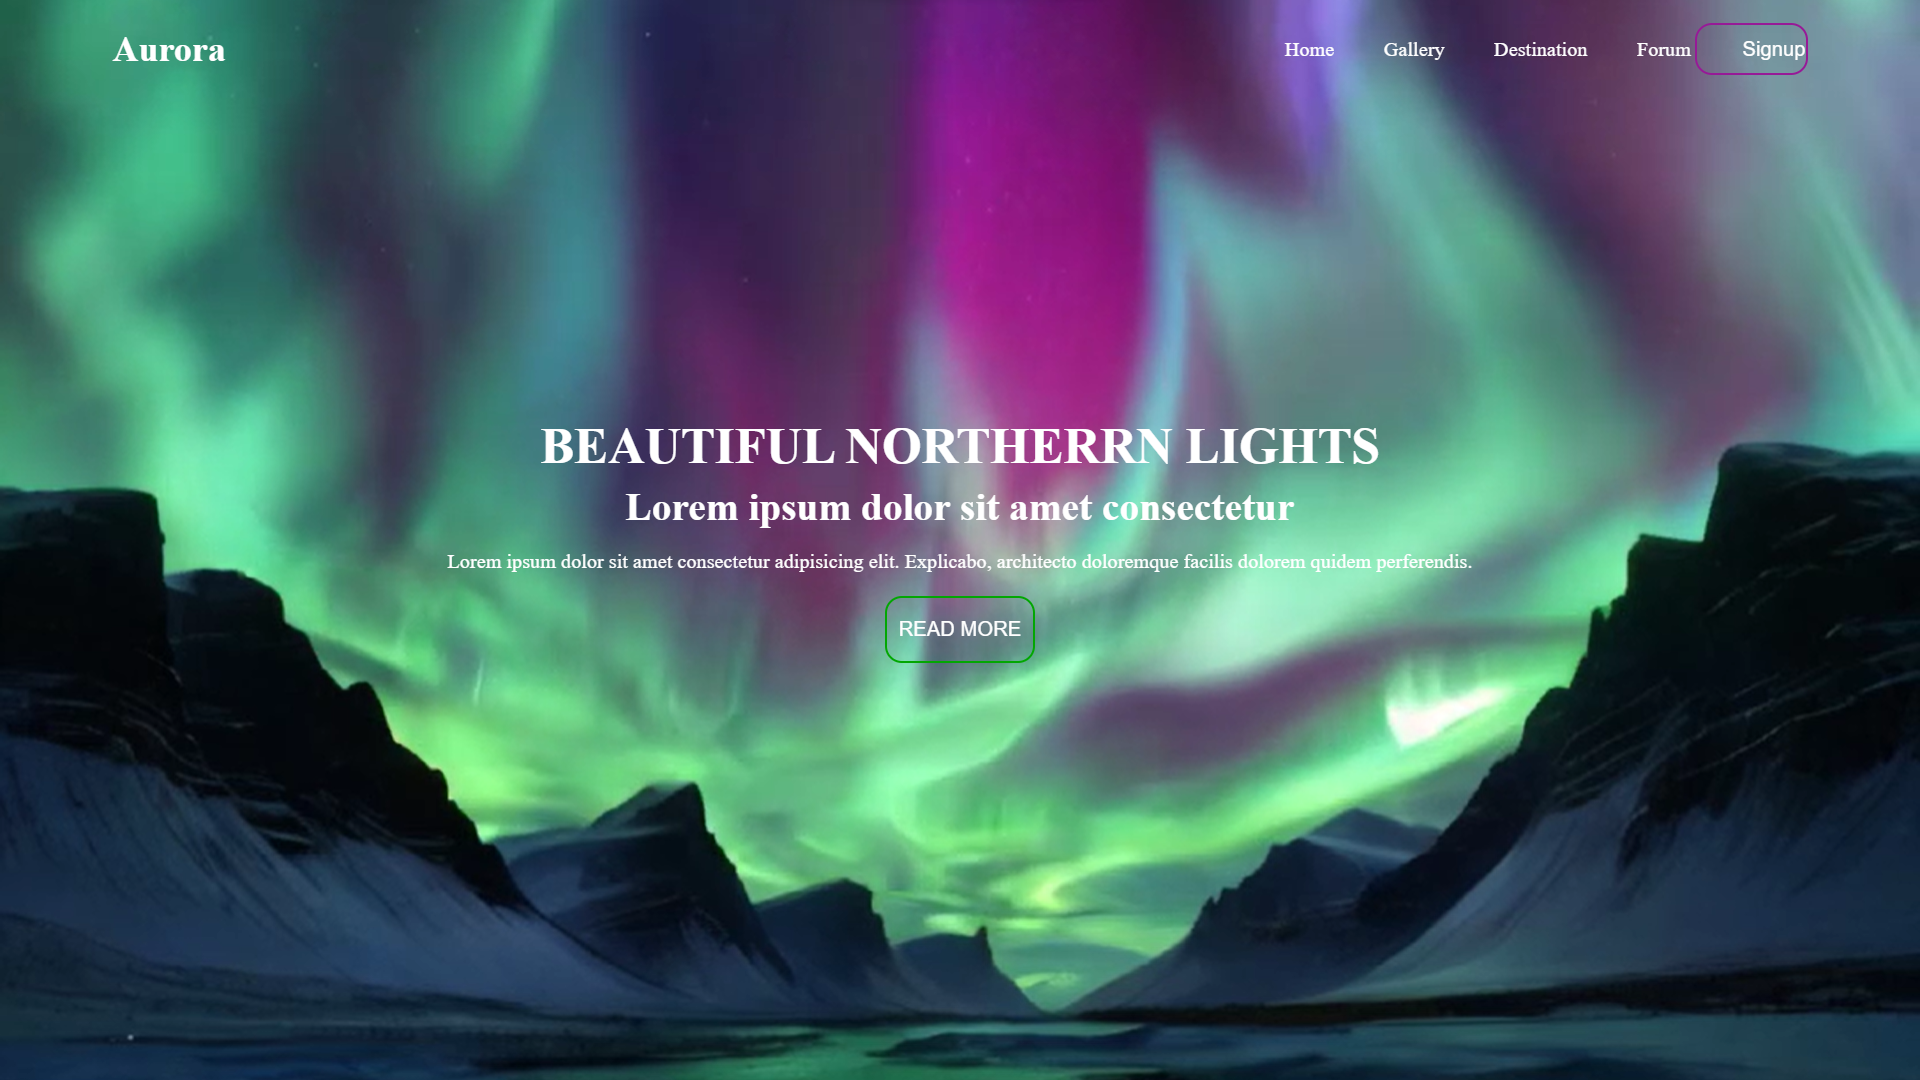 Aurora
Home Gallery Destination Forum Signup
BEAUTIFUL NORTHERRN LIGHTS
Lorem ipsum dolor sit amet consectetur
Lorem ipsum dolor sit amet consectetur adipisicing elit. Explicabo, architecto doloremque facilis dolorem quidem perferendis.
READ MORE